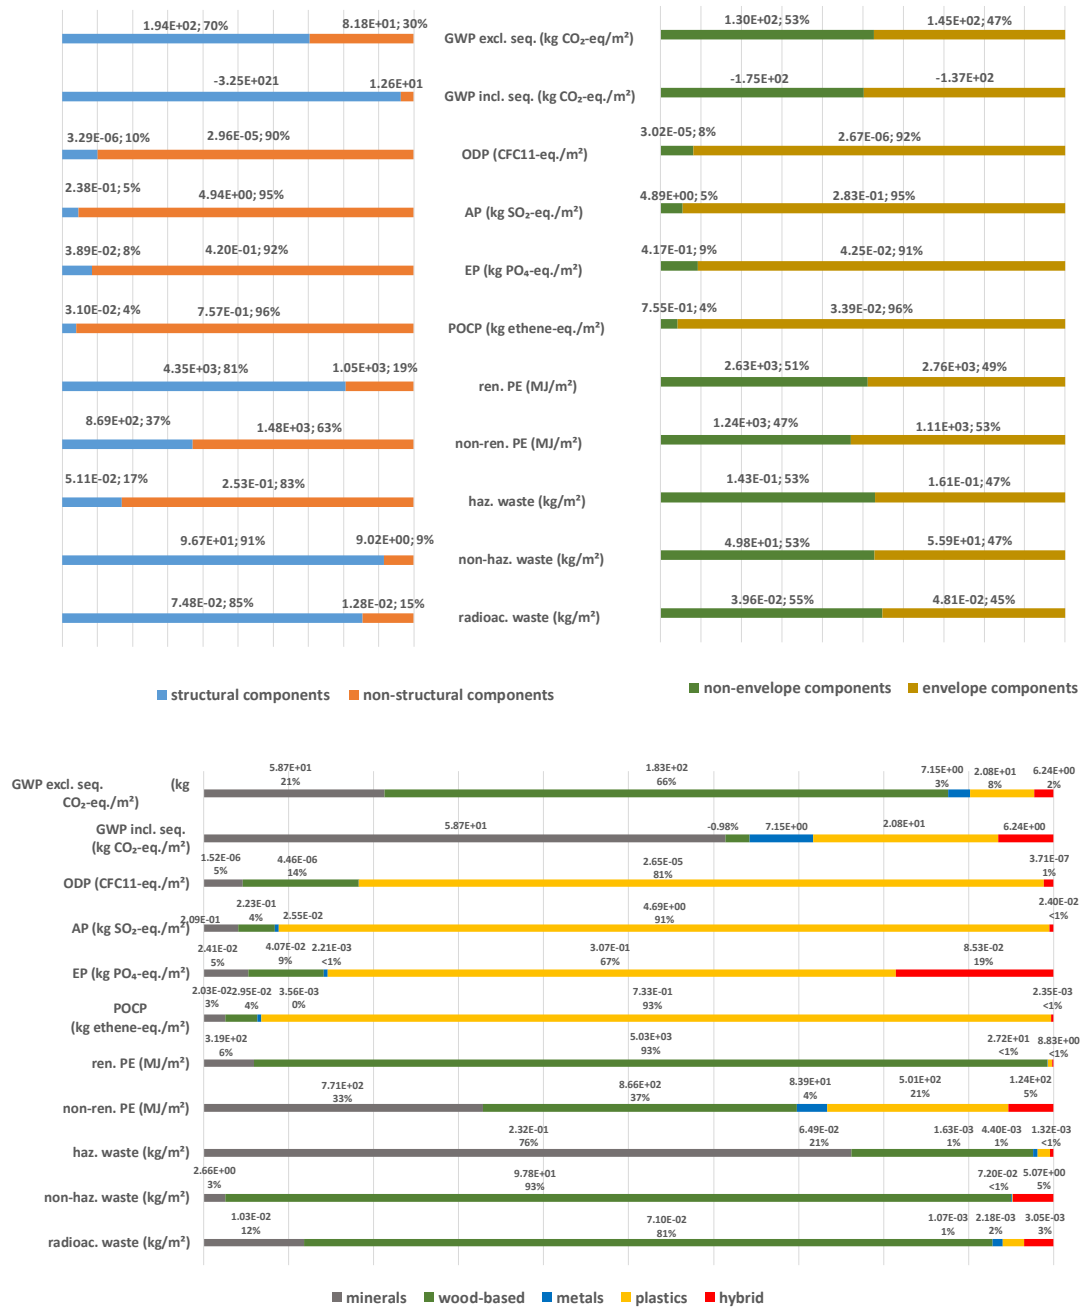 1.94E+02; 70%
8.18E+01; 30%
GWP excl. seq. (kg CO₂-eq/m²)
1.30E+02; 53%
1.45E+02; 47%
-3.25E+021
1.26E+01
GWP incl. seq. (kg CO₂-eq./m²)
-1.75E+02
-1.37E+02
3.29E-06; 10%
2.96E-05; 90%
ODP (CFC11-eq./m²)
3.02E-05; 8%
2.67E-06; 92%
2.38E-01; 5%
4.94E+00; 95%
AP (kg SO₂-eq./m²)
4.89E+00; 5%
2.83E-01; 95%
3.89E-02; 8%
4.20E-01; 92%
EP (kg PO₄-eq./m²)
4.17E-01; 9%
4.25E-02; 91%
3.10E-02; 4%
7.57E-01; 96%
POCP (kg ethene-eq./m²)
7.55E-01; 4%
3.39E-02; 96%
4.35E+03; 81%
1.05E+03; 19%
ren. PE (MJ/m²)
2.63E+03; 51%
2.76E+03; 49%
8.69E+02; 37%
1.48E+03; 63%
non-ren. PE (MJ/m²)
1.24E+03; 47%
1.11E+03; 53%
5.11E-02; 17%
2.53E-01; 83%
haz. waste (kg/m²)
1.43E-01; 53%
1.61E-01; 47%
9.67E+01; 91%
9.02E+00; 9%
non-haz. waste (kg/m²)
4.98E+01; 53%
5.59E+01; 47%
7.48E-02; 85%
1.28E-02; 15%
radioac. waste (kg/m²)
3.96E-02; 55%
4.81E-02; 45%
structural components
non-structural components
non-envelope components
envelope components
GWP excl. seq. (kg
CO₂-eq./m²)
5.87E+01
21%
1.83E+02
66%
7.15E+00
3%
2.08E+01
8%
6.24E+00
2%
GWP incl. seq.
(kg CO₂-eq./m²)
5.87E+01
-0.98%
7.15E+00
2.08E+01
6.24E+00
ODP (CFC11-eq./m²)
1.52E-06
5%
4.46E-06
14%
2.65E-05
81%
3.71E-07
1%
AP (kg SO₂-eq./m²)
2.09E-01
2.23E-01
4%
2.55E-02
4.69E+00
91%
2.40E-02
<1%
EP (kg PO₄-eq./m²)
2.41E-02
5%
4.07E-02
9%
2.21E-03
<1%
3.07E-01
67%
8.53E-02
19%
POCP
(kg ethene-eq./m²)
2.03E-02
3%
2.95E-02
4%
3.56E-03
0%
7.33E-01
93%
2.35E-03
<1%
ren. PE (MJ/m²)
3.19E+02
6%
5.03E+03
93%
2.72E+01
<1%
8.83E+00
<1%
non-ren. PE (MJ/m²)
7.71E+02
33%
8.66E+02
37%
8.39E+01
4%
5.01E+02
21%
1.24E+02
5%
haz. waste (kg/m²)
2.32E-01
76%
6.49E-02
21%
1.63E-03
1%
4.40E-03
1%
1.32E-03
<1%
non-haz. waste (kg/m²)
2.66E+00
3%
9.78E+01
93%
7.20E-02
<1%
5.07E+00
5%
radioac. waste (kg/m²)
1.03E-02
12%
7.10E-02
81%
1.07E-03
1%
2.18E-03
2%
3.05E-03
3%
minerals
wood-based
metals
plastics
hybrid